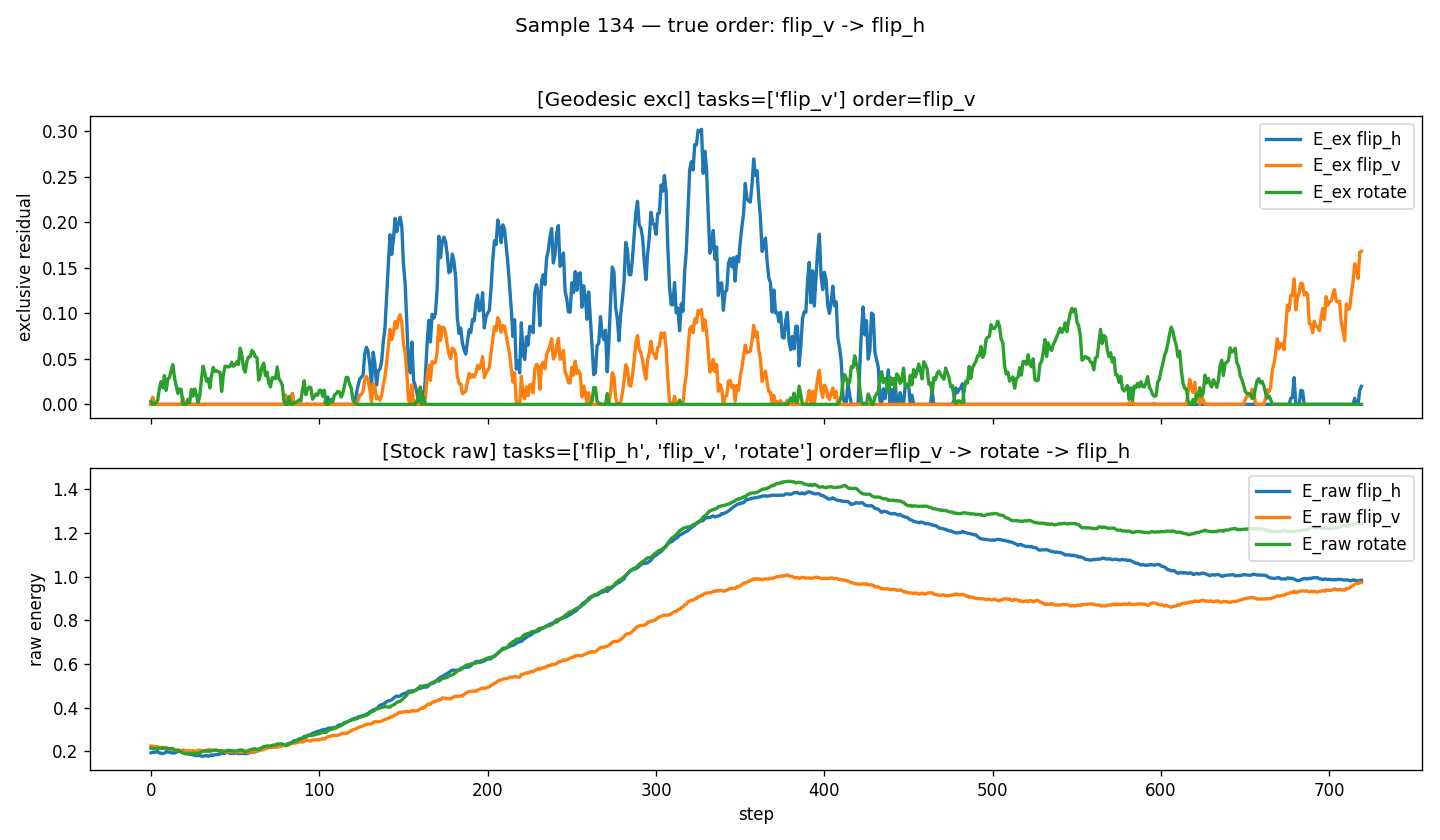 Sample 134 — true order: flip_v -> flip_h
[Geodesic excl] tasks=['flip_v'] order=flip_v
exclusive residual
0.30
0.25
0.20
0.15
0.10
0.05
0.00
E_ex flip_h
E_ex flip_v
E_ex rotate
[Stock raw] tasks=['flip_h', 'flip_v', 'rotate'] order=flip_v -> rotate -> flip_h
raw energy
1.4
1.2
1.0
0.8
0.6
0.4
0.2
E_raw flip_h
E_raw flip_v
E_raw rotate
0 100 200 300 400 500 600 700
step